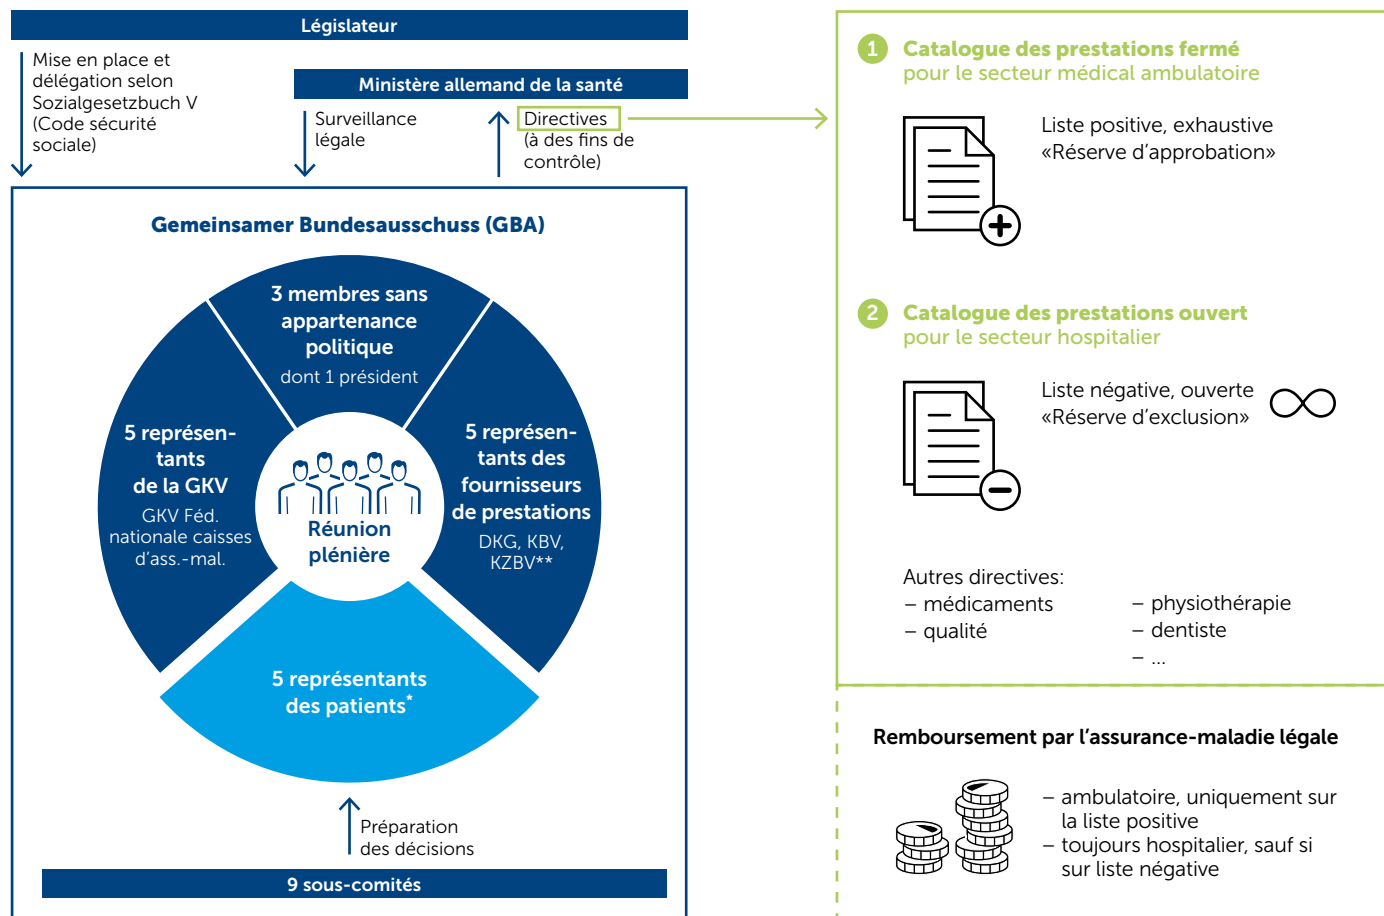 Législateur
Mise en place et
délégation selon
Sozialgesetzbuch V
(Code sécurité
sociale)
Ministère allemand de la santé
Surveillance
légale
Directives
(à des fins de
contrôle)
Gemeinsamer Bundesausschuss (GBA)
3 membres sans
appartenance
politique
dont 1 président
5 représen-
tants
de la GKV
GKV Féd.
nationale caisses
d'ass.-mal.
5 représen-
tants des
fournisseurs
de prestations
DKG, KBV,
KZBV**
Réunion
plénière
5 représentants
des patients*
Préparation
des décisions
9 sous-comités
1 Catalogue des prestations fermé
pour le secteur médical ambulatoire
Liste positive, exhaustive
«Réserve d'approbation»
2 Catalogue des prestations ouvert
pour le secteur hospitalier
Liste négative, ouverte
«Réserve d'exclusion»
Autres directives:
– médicaments
– qualité
– physiothérapie
– dentiste
– ...
Remboursement par l'assurance-maladie légale
– ambulatoire, uniquement sur
la liste positive
– toujours hospitalier, sauf si
sur liste négative